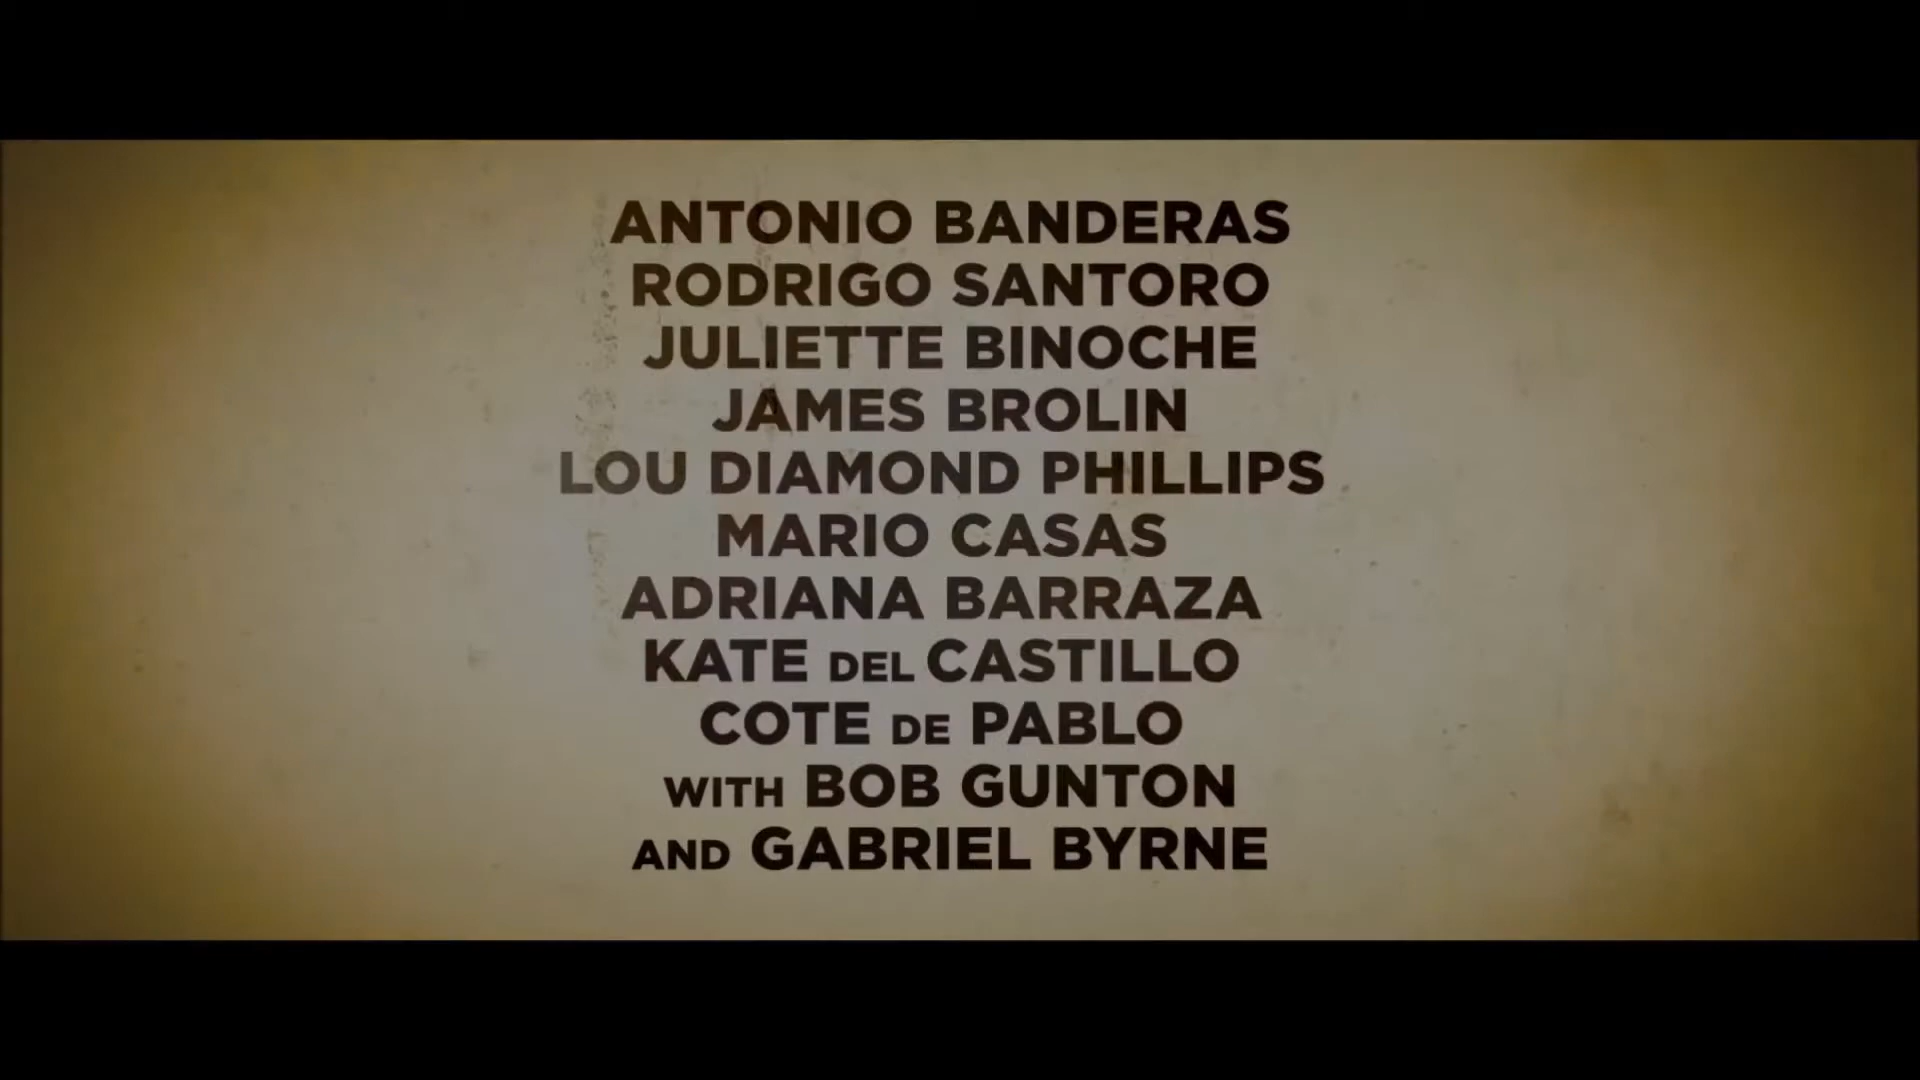 ANTONIO BANDERAS
RODRIGO SANTORO
JULIETTE BINOCHE
JAMES BROLIN
LOU DIAMOND PHILLIPS
MARIO CASAS
ADRIANA BARRAZA
KATE DEL CASTILLO
COTE DE PABLO
WITH BOB GUNTON
AND GABRIEL BYRNE